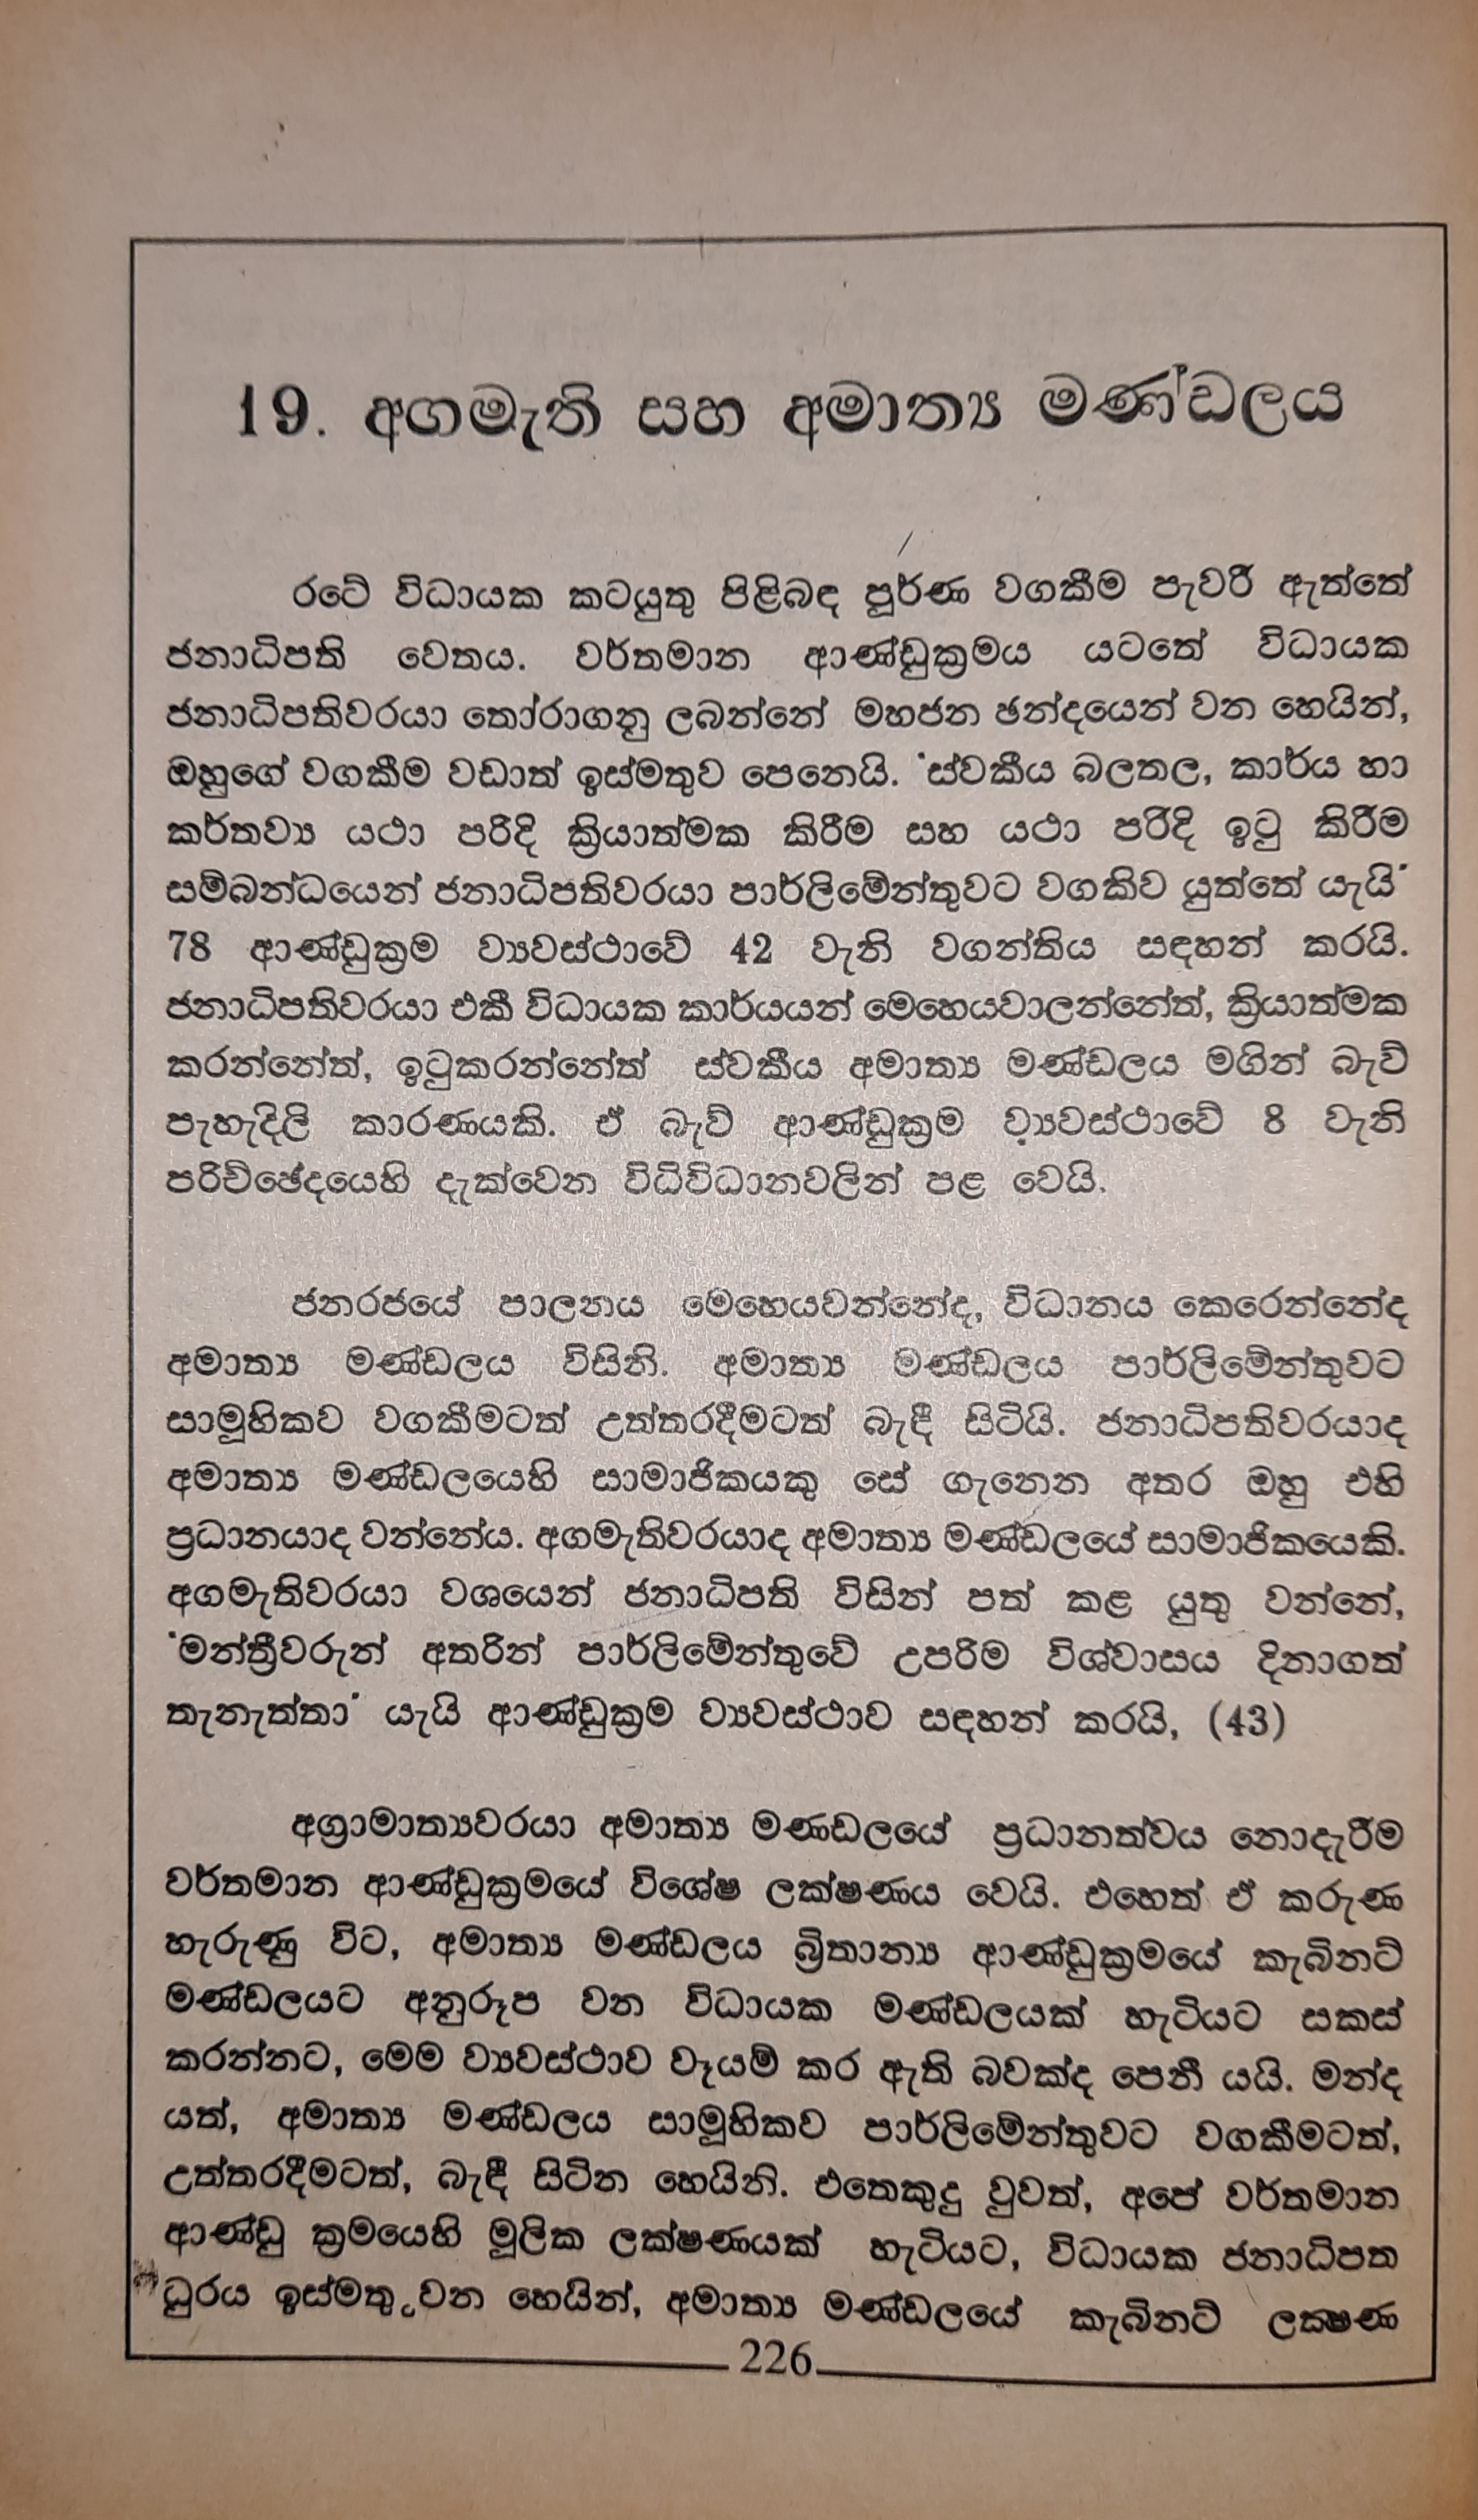 19. අගමැති සහ අමාත්‍ය මණ්ඩලය
රටේ විධායක කටයුතු පිළිබඳ පූර්ණ වගකීම පැවරී ඇත්තේ
ජනාධිපති වෙතය. වර්තමාන ආණ්ඩුක්‍රමය යටතේ විධායක
ජනාධිපතිවරයා තෝරාගනු ලබන්නේ මහජන ඡන්දයෙන් වන හෙයින්,
ඔහුගේ වගකීම වඩාත් ඉස්මතුව පෙනෙයි. 'ස්වකීය බලතල, කාර්ය හා
කර්තව්‍ය යථා පරිදි ක්‍රියාත්මක කිරීම සහ යථා පරිදි ඉටු කිරීම
සම්බන්ධයෙන් ජනාධිපතිවරයා පාර්ලිමේන්තුවට වගකිව යුත්තේ යැයි'
78 ආණ්ඩුක්‍රම ව්‍යවස්ථාවේ 42 වැනි වගන්තිය සඳහන් කරයි.
ජනාධිපතිවරයා එකී විධායක කාර්යයන් මෙහෙයවාලන්නේත්, ක්‍රියාත්මක
කරන්නේත්, ඉටුකරන්නේත් ස්වකීය අමාත්‍ය මණ්ඩලය මගින් බැව්
පැහැදිලි කාරණයකි. ඒ බැව් ආණ්ඩුක්‍රම ව්‍යවස්ථාවේ 8 වැනි
පරිච්ඡේදයෙහි දැක්වෙන විධිවිධානවලින් පළ වෙයි.
ජනරජයේ පාලනය මෙහෙයවන්නේද, විධානය කෙරෙන්නේද
අමාත්‍ය මණ්ඩලය විසිනි. අමාත්‍ය මණ්ඩලය පාර්ලිමේන්තුවට
සාමූහිකව වගකීමටත් උත්තරදීමටත් බැඳී සිටියි. ජනාධිපතිවරයාද
අමාත්‍ය මණ්ඩලයෙහි සාමාජිකයකු සේ ගැනෙන අතර ඔහු එහි
ප්‍රධානයාද වන්නේය. අගමැතිවරයාද අමාත්‍ය මණ්ඩලයේ සාමාජිකයෙකි.
අගමැතිවරයා වශයෙන් ජනාධිපති විසින් පත් කළ යුතු වන්නේ,
'මන්ත්‍රීවරුන් අතරින් පාර්ලිමේන්තුවේ උපරිම විශ්වාසය දිනාගත්
තැනැත්තා' යැයි ආණ්ඩුක්‍රම ව්‍යවස්ථාව සඳහන් කරයි, (43)
අග්‍රාමාත්‍යවරයා අමාත්‍ය මණඩලයේ ප්‍රධානත්වය නොදැරීම
වර්තමාන ආණ්ඩුක්‍රමයේ විශේෂ ලක්ෂණය වෙයි. එහෙත් ඒ කරුණ
හැරුණු විට, අමාත්‍ය මණ්ඩලය බ්‍රිතාන්‍ය ආණ්ඩුක්‍රමයේ කැබිනට්
මණ්ඩලයට අනුරූප වන විධායක මණ්ඩලයක් හැටියට සකස්
කරන්නට, මෙම ව්‍යවස්ථාව වෑයම් කර ඇති බවක්ද පෙනී යයි. මන්ද
යත්, අමාත්‍ය මණ්ඩලය සාමූහිකව පාර්ලිමේන්තුවට වගකීමටත්,
උත්තරදීමටත්, බැඳී සිටින හෙයිනි. එතෙකුදු වුවත්, අපේ වර්තමාන
ආණ්ඩු ක්‍රමයෙහි මූලික ලක්ෂණයක් හැටියට, විධායක ජනාධිපත
ධුරය ඉස්මතු වන හෙයින්, අමාත්‍ය මණ්ඩලයේ කැබිනට් ලක්ෂණ
226